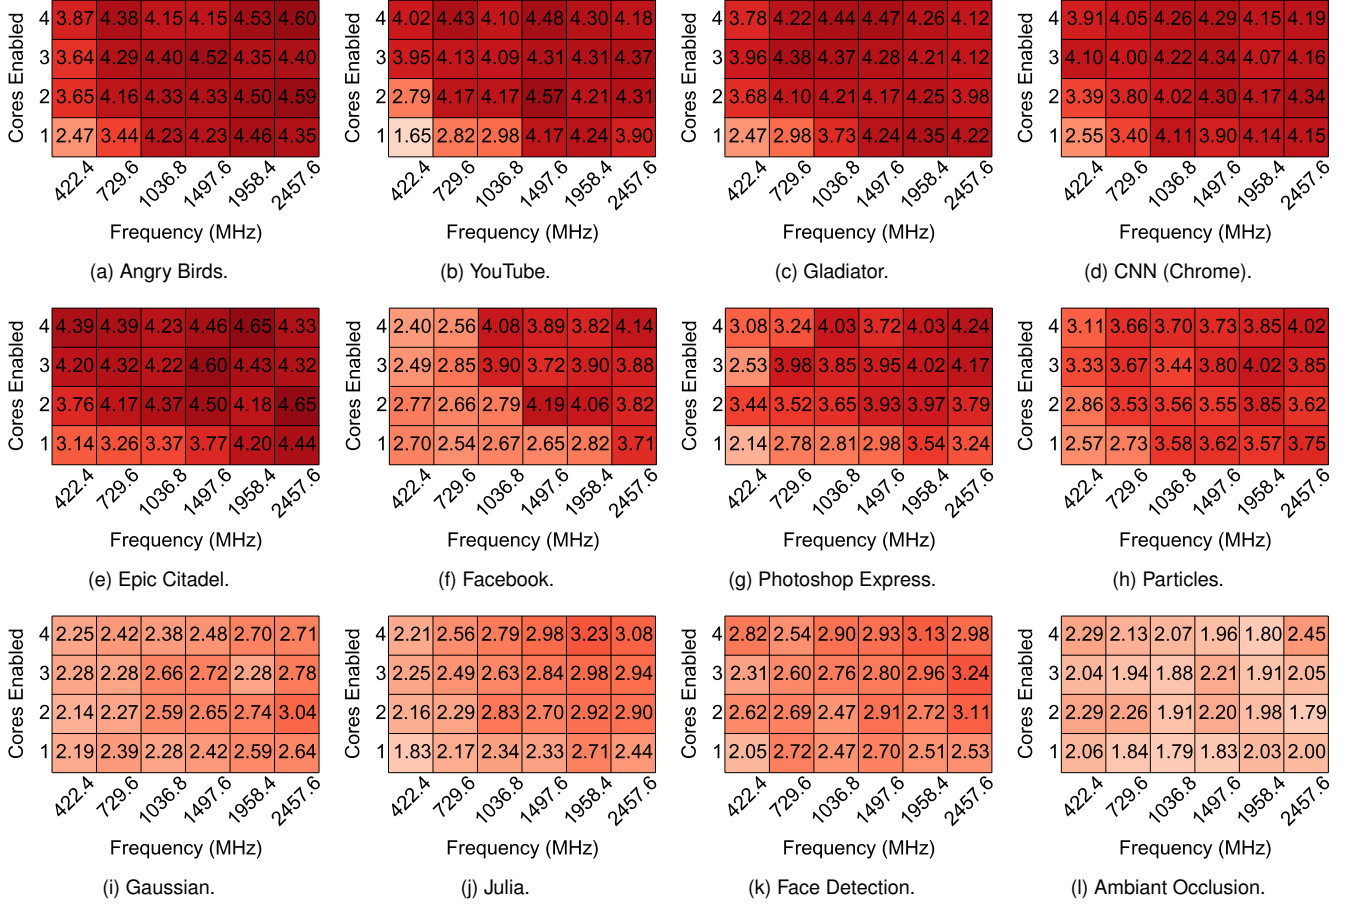 Cores Enabled
4 3.87 4.38 4.15 4.15 4.53 4.60
3 3.64 4.29 4.40 4.52 4.35 4.40
2 3.65 4.16 4.33 4.33 4.50 4.59
1 2.47 3.44 4.23 4.23 4.46 4.35
422.4 729.6 1036.8 1497.6 1958.4 2457.6
Frequency (MHz)
(a) Angry Birds.
Cores Enabled
4 4.02 4.43 4.10 4.48 4.30 4.18
3 3.95 4.13 4.09 4.31 4.31 4.37
2 2.79 4.17 4.17 4.57 4.21 4.31
1 1.65 2.82 2.98 4.17 4.24 3.90
422.4 729.6 1036.8 1497.6 1958.4 2457.6
Frequency (MHz)
(b) YouTube.
Cores Enabled
4 3.78 4.22 4.44 4.47 4.26 4.12
3 3.96 4.38 4.37 4.28 4.21 4.12
2 3.68 4.10 4.21 4.17 4.25 3.98
1 2.47 2.98 3.73 4.24 4.35 4.22
422.4 729.6 1036.8 1497.6 1958.4 2457.6
Frequency (MHz)
(c) Gladiator.
Cores Enabled
4 3.91 4.05 4.26 4.29 4.15 4.19
3 4.10 4.00 4.22 4.34 4.07 4.16
2 3.39 3.80 4.02 4.30 4.17 4.34
1 2.55 3.40 4.11 3.90 4.14 4.15
422.4 729.6 1036.8 1497.6 1958.4 2457.6
Frequency (MHz)
(d) CNN (Chrome).
Cores Enabled
4 4.39 4.39 4.23 4.46 4.65 4.33
3 4.20 4.32 4.22 4.60 4.43 4.32
2 3.76 4.17 4.37 4.50 4.18 4.65
1 3.14 3.26 3.37 3.77 4.20 4.44
422.4 729.6 1036.8 1497.6 1958.4 2457.6
Frequency (MHz)
(e) Epic Citadel.
Cores Enabled
4 2.40 2.56 4.08 3.89 3.82 4.14
3 2.49 2.85 3.90 3.72 3.90 3.88
2 2.77 2.66 2.79 4.19 4.06 3.82
1 2.70 2.54 2.67 2.65 2.82 3.71
422.4 729.6 1036.8 1497.6 1958.4 2457.6
Frequency (MHz)
(f) Facebook.
Cores Enabled
4 3.08 3.24 4.03 3.72 4.03 4.24
3 2.53 3.98 3.85 3.95 4.02 4.17
2 3.44 3.52 3.65 3.93 3.97 3.79
1 2.14 2.78 2.81 2.98 3.54 3.24
422.4 729.6 1036.8 1497.6 1958.4 2457.6
Frequency (MHz)
(g) Photoshop Express.
Cores Enabled
4 3.11 3.66 3.70 3.73 3.85 4.02
3 3.33 3.67 3.44 3.80 4.02 3.85
2 2.86 3.53 3.56 3.55 3.85 3.62
1 2.57 2.73 3.58 3.62 3.57 3.75
422.4 729.6 1036.8 1497.6 1958.4 2457.6
Frequency (MHz)
(h) Particles.
Cores Enabled
4 2.25 2.42 2.38 2.48 2.70 2.71
3 2.28 2.28 2.66 2.72 2.28 2.78
2 2.14 2.27 2.59 2.65 2.74 3.04
1 2.19 2.39 2.28 2.42 2.59 2.64
422.4 729.6 1036.8 1497.6 1958.4 2457.6
Frequency (MHz)
(i) Gaussian.
Cores Enabled
4 2.21 2.56 2.79 2.98 3.23 3.08
3 2.25 2.49 2.63 2.84 2.98 2.94
2 2.16 2.29 2.83 2.70 2.92 2.90
1 1.83 2.17 2.34 2.33 2.71 2.44
422.4 729.6 1036.8 1497.6 1958.4 2457.6
Frequency (MHz)
(j) Julia.
Cores Enabled
4 2.82 2.54 2.90 2.93 3.13 2.98
3 2.31 2.60 2.76 2.80 2.96 3.24
2 2.62 2.69 2.47 2.91 2.72 3.11
1 2.05 2.72 2.47 2.70 2.51 2.53
422.4 729.6 1036.8 1497.6 1958.4 2457.6
Frequency (MHz)
(k) Face Detection.
Cores Enabled
4 2.29 2.13 2.07 1.96 1.80 2.45
3 2.04 1.94 1.88 2.21 1.91 2.05
2 2.29 2.26 1.91 2.20 1.98 1.79
1 2.06 1.84 1.79 1.83 2.03 2.00
422.4 729.6 1036.8 1497.6 1958.4 2457.6
Frequency (MHz)
(l) Ambiant Occlusion.